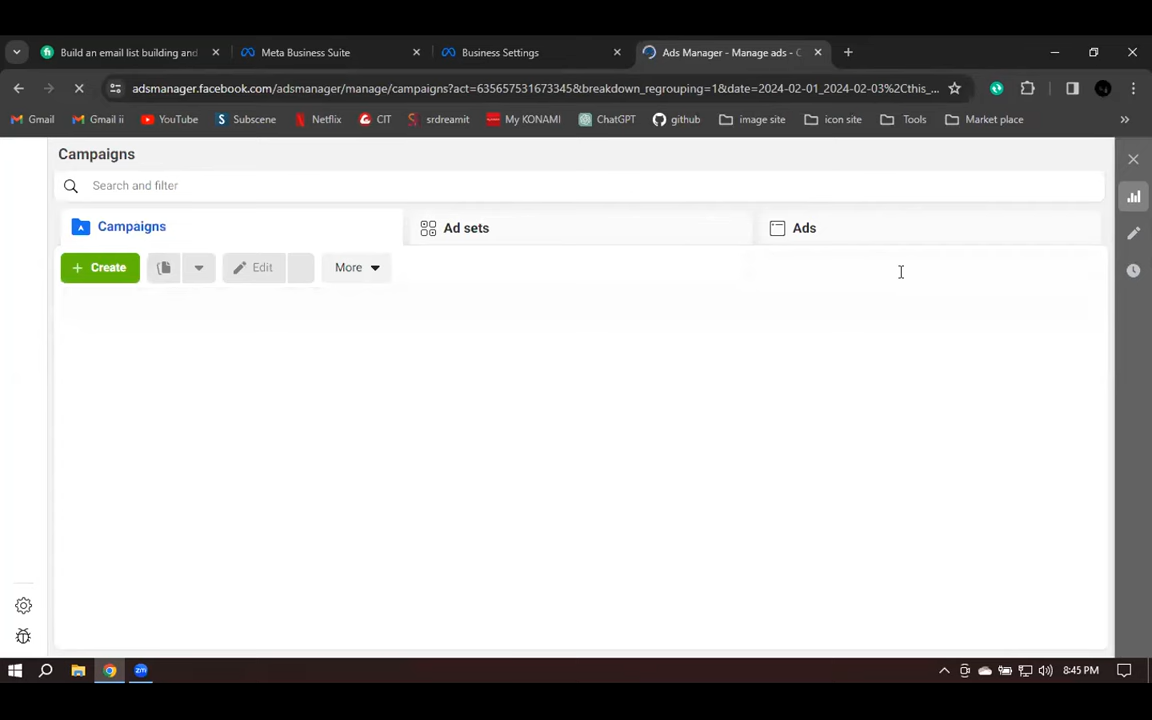 Build an email list building and
Meta Business Suite
Business Settings
Ads Manager - Manage ads - C
adsmanager.facebook.com/adsmanager/manage/campaigns?act=635657531673345&breakdown_regrouping=1&date=2024-02-01_2024-02-03%2Cthis_...
Gmail
Gmail ii
YouTube
Subscene
Netflix
CIT
srdreamit
My KONAMI
ChatGPT
github
image site
icon site
Tools
Market place
Campaigns
Search and filter
Campaigns
Ad sets
Ads
+ Create
Edit
More
8:45 PM